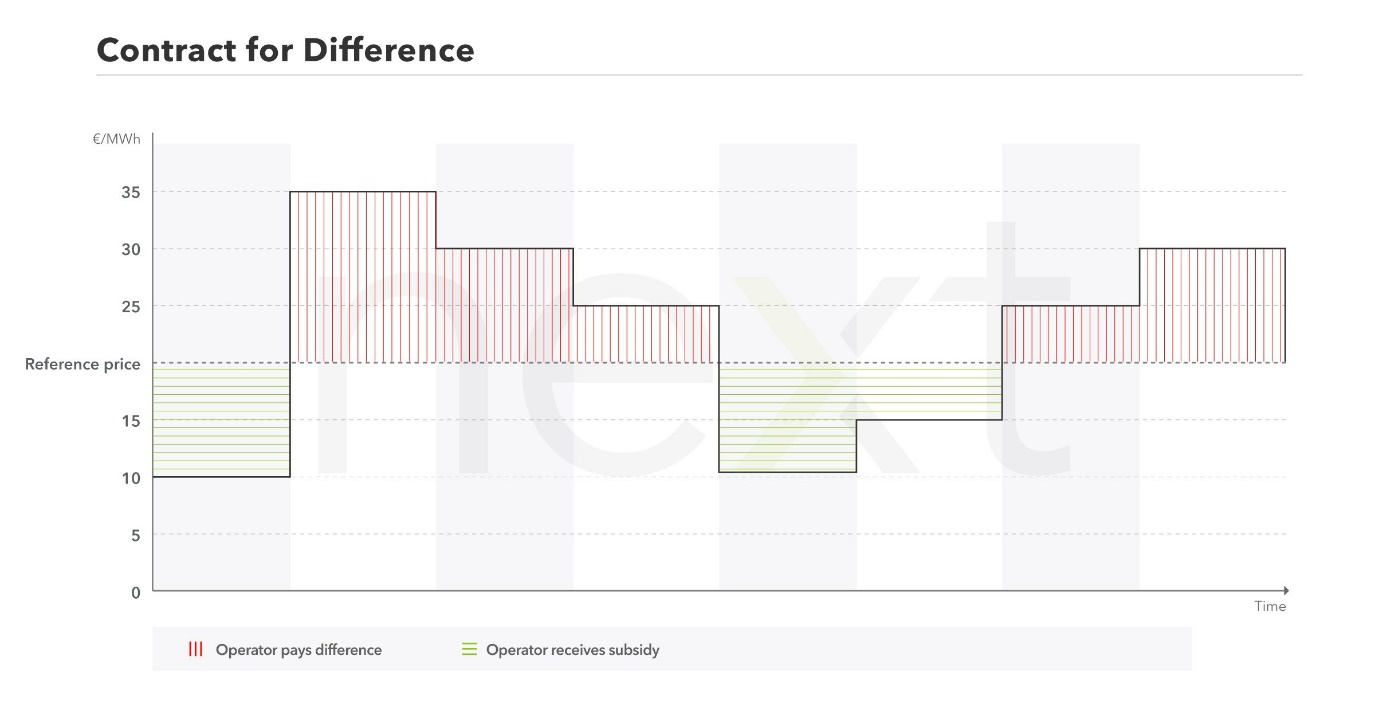 Contract for Difference
€/MWh
35
30
25
Reference price
15
10
5
0
next
Time
Operator pays difference
Operator receives subsidy